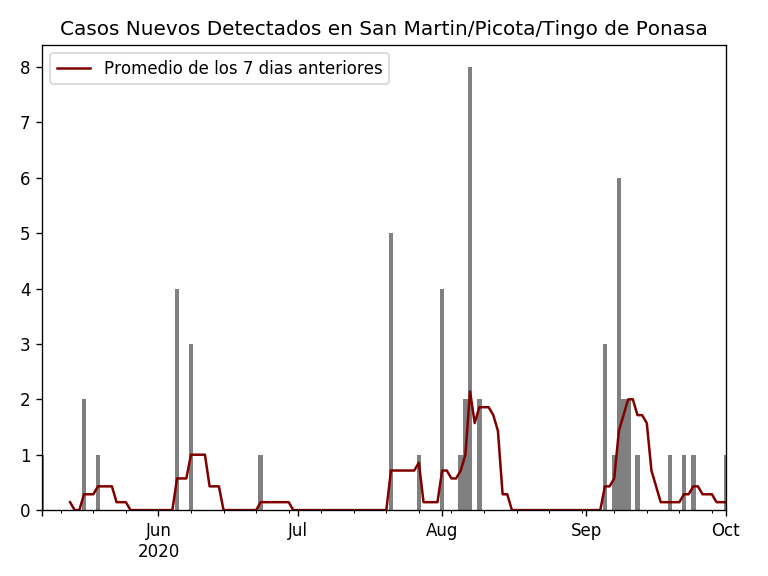 Casos Nuevos Detectados en San Martin/Picota/Tingo de Ponasa
Promedio de los 7 dias anteriores
8
7
6
5
4
3
2
1
0
Jun
2020
Jul
Aug
Sep
Oct